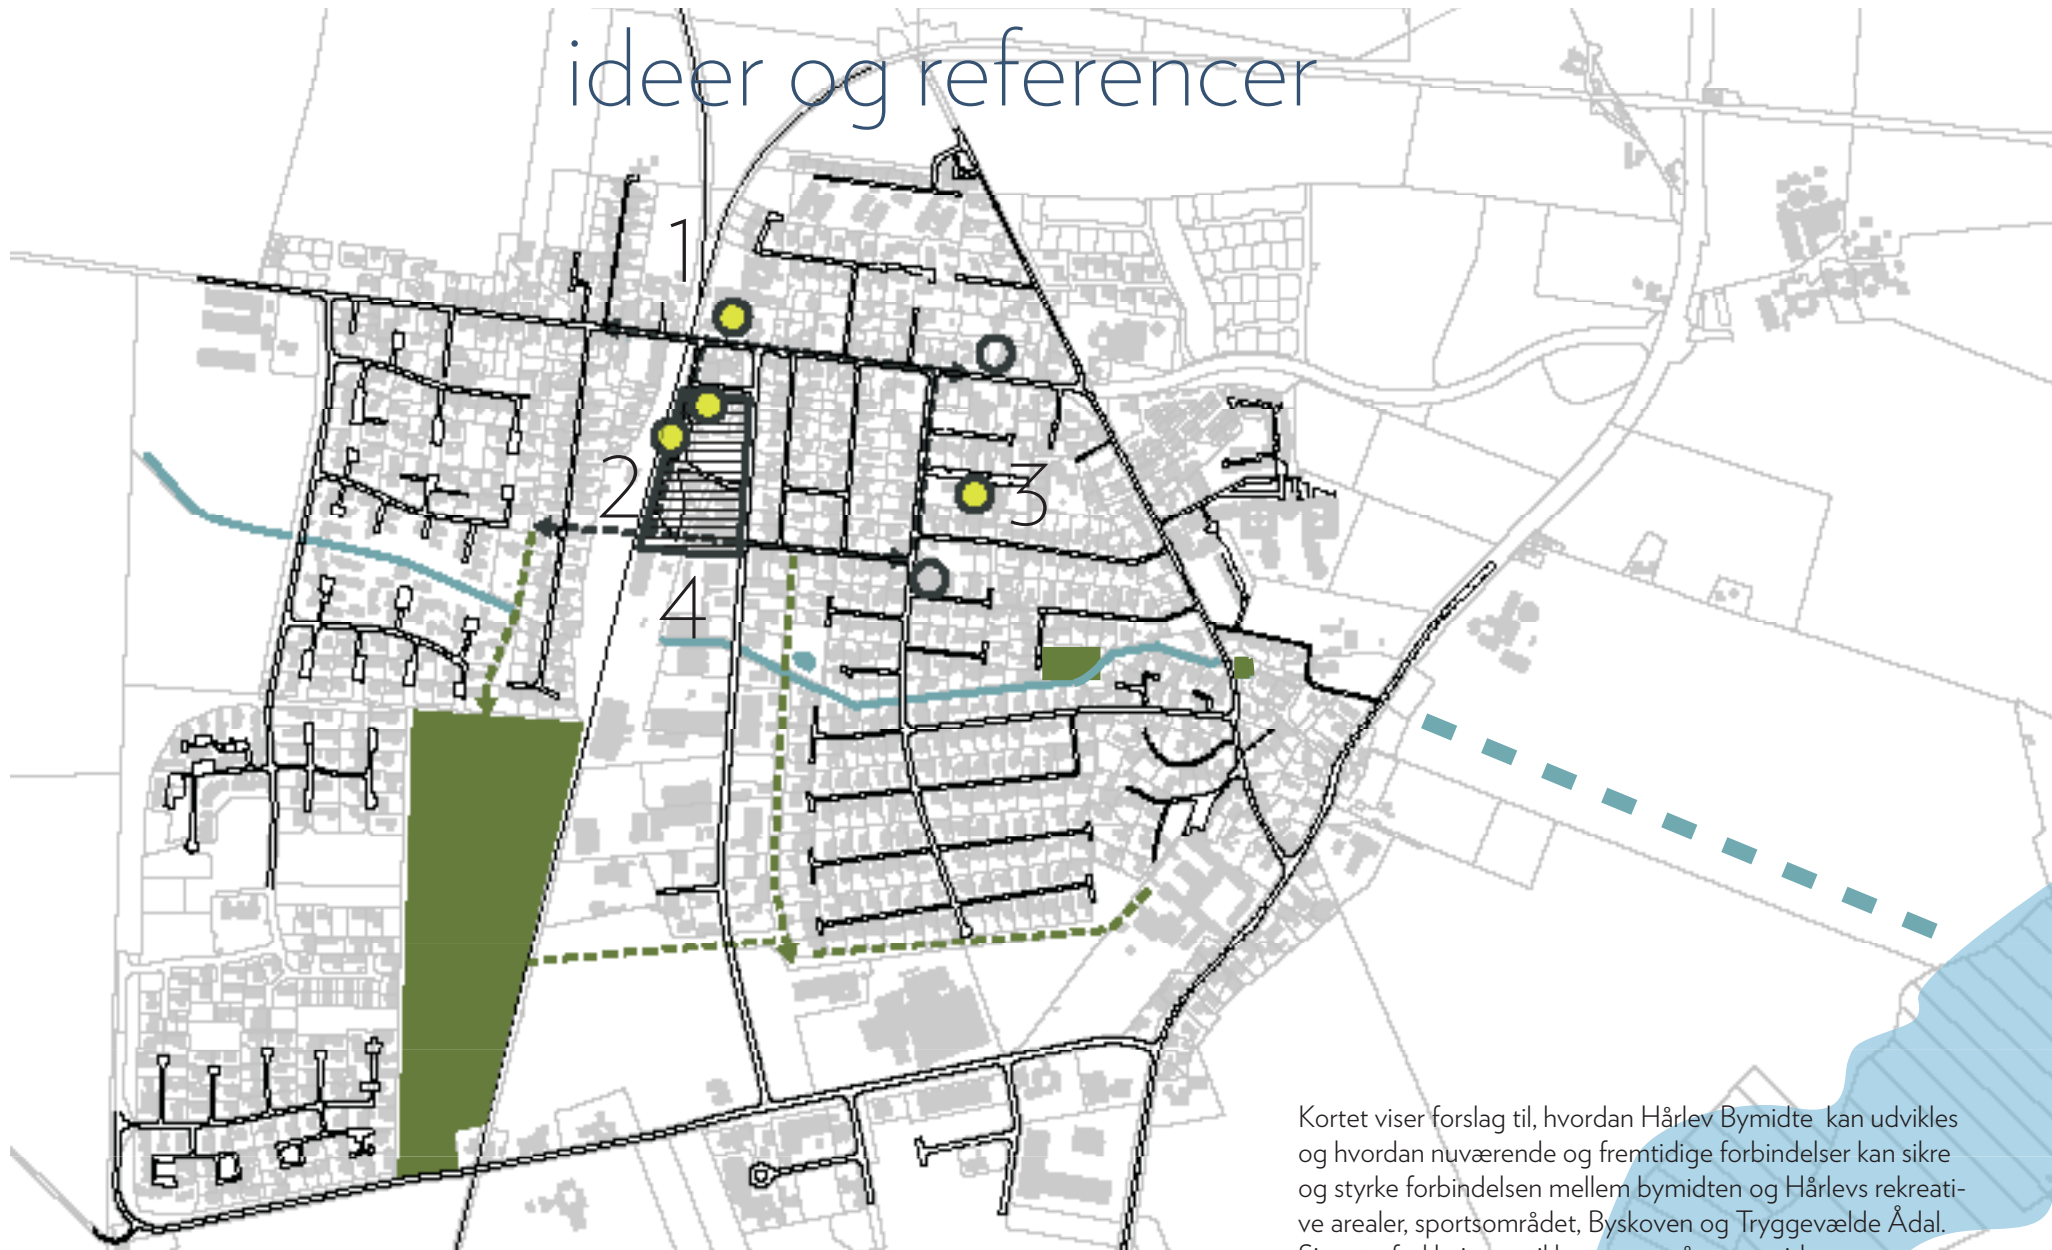 ideer og referencer
1
2
3
4
Kortet viser forslag til, hvordan Hårlev Bymidte kan udvikles
og hvordan nuværende og fremtidige forbindelser kan sikre
og styrke forbindelsen mellem bymidten og Hårlevs rekreati-
ve arealer, sportsområdet, Byskoven og Tryggevælde Ådal.